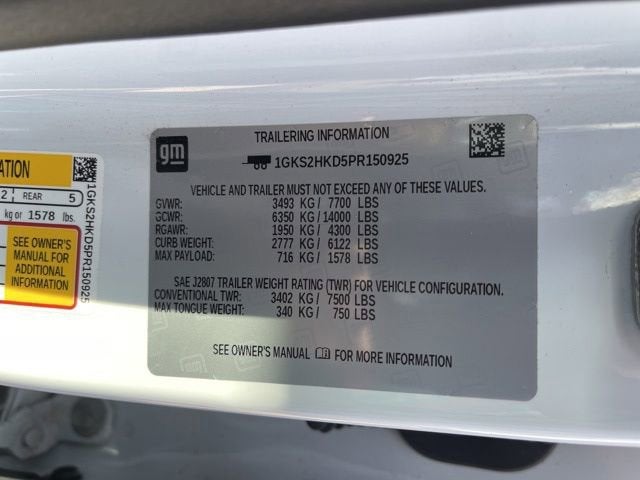 ATION
2 REAR 5
kg or 1578 lbs.
SEE OWNER'S
MANUAL FOR
ADDITIONAL
INFORMATION
1GKS2HKD5PR150925
gm
TRAILERING INFORMATION
1GKS2HKD5PR150925
VEHICLE AND TRAILER MUST NOT EXCEED ANY OF THESE VALUES.
GVWR: 3493 KG/ 7700 LBS
GCWR: 6350 KG/14000 LBS
RGAWR: 1950 KG/ 4300 LBS
CURB WEIGHT: 2777 KG/ 6122 LBS
MAX PAYLOAD: 716 KG/ 1578 LBS
SAE J2807 TRAILER WEIGHT RATING (TWR) FOR VEHICLE CONFIGURATION.
CONVENTIONAL TWR: 3402 KG/ 7500 LBS
MAX TONGUE WEIGHT: 340 KG/ 750 LBS
SEE OWNER'S MANUAL FOR MORE INFORMATION